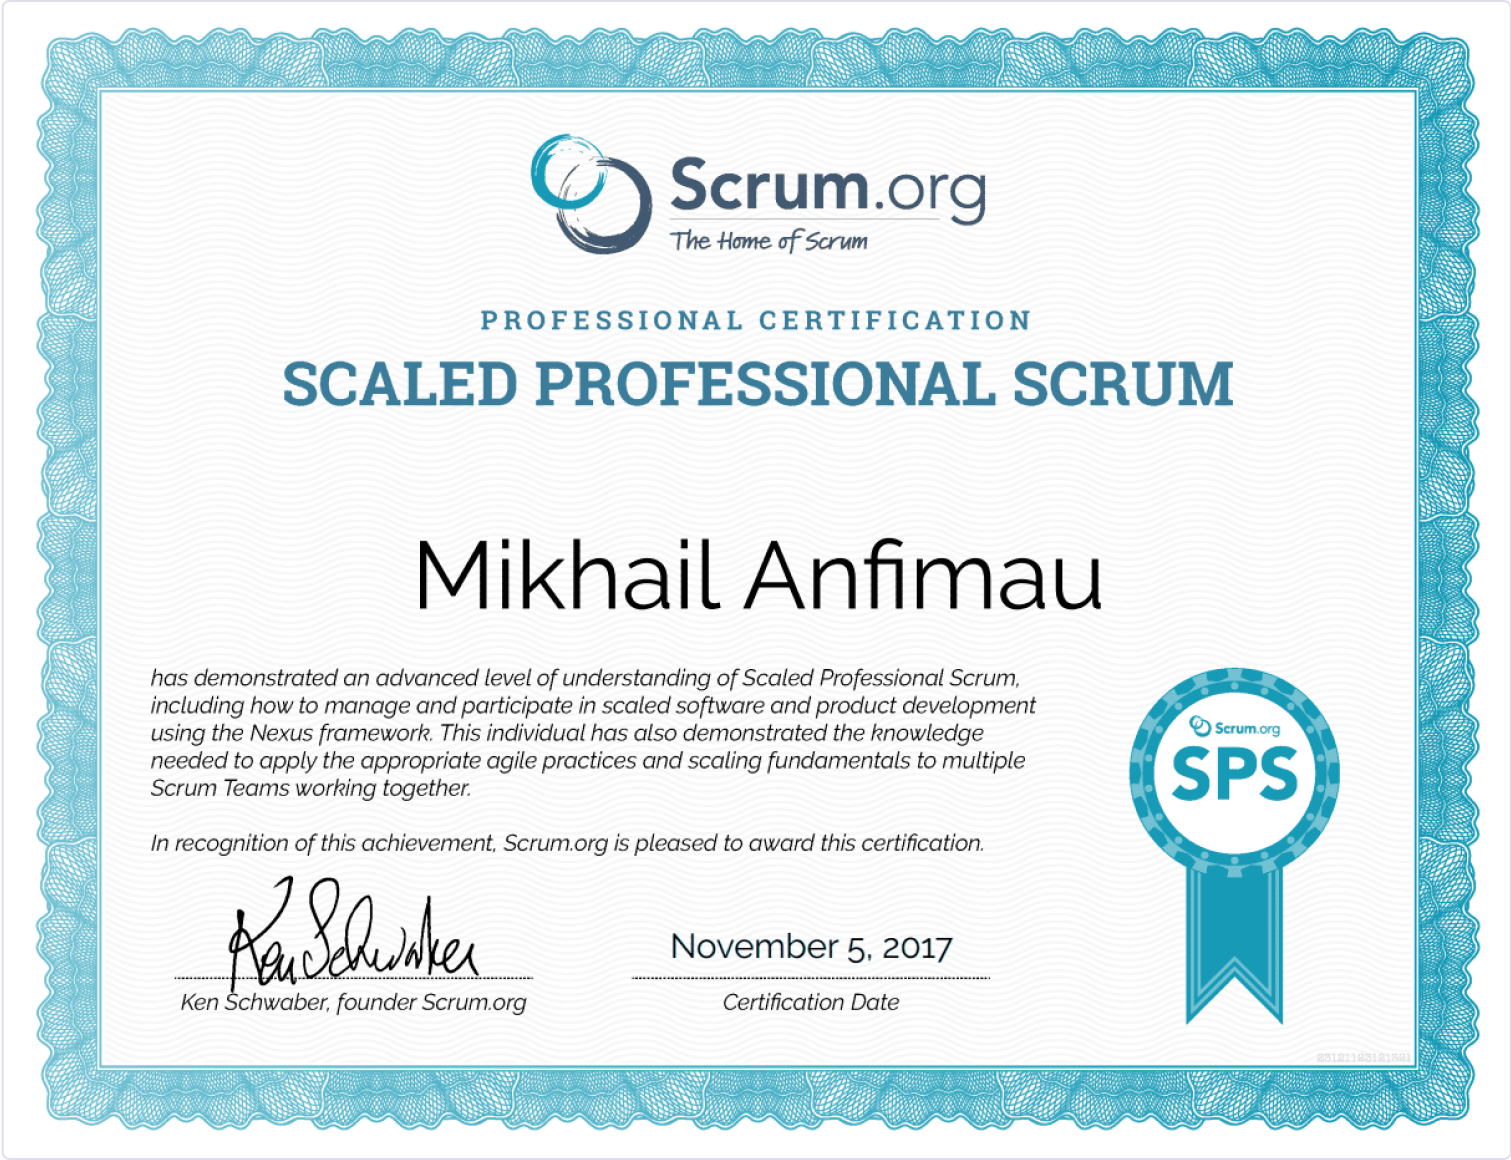 Scrum.org
The Home of Scrum
PROFESSIONAL CERTIFICATION
SCALED PROFESSIONAL SCRUM
Mikhail Anfimau
has demonstrated an advanced level of understanding of Scaled Professional Scrum,
including how to manage and participate in scaled software and product development
using the Nexus framework. This individual has also demonstrated the knowledge
needed to apply the appropriate agile practices and scaling fundamentals to multiple
Scrum Teams working together.
In recognition of this achievement, Scrum.org is pleased to award this certification.
Scrum.org
SPS
Ken Schwaber
November 5, 2017
Ken Schwaber, founder Scrum.org
Certification Date